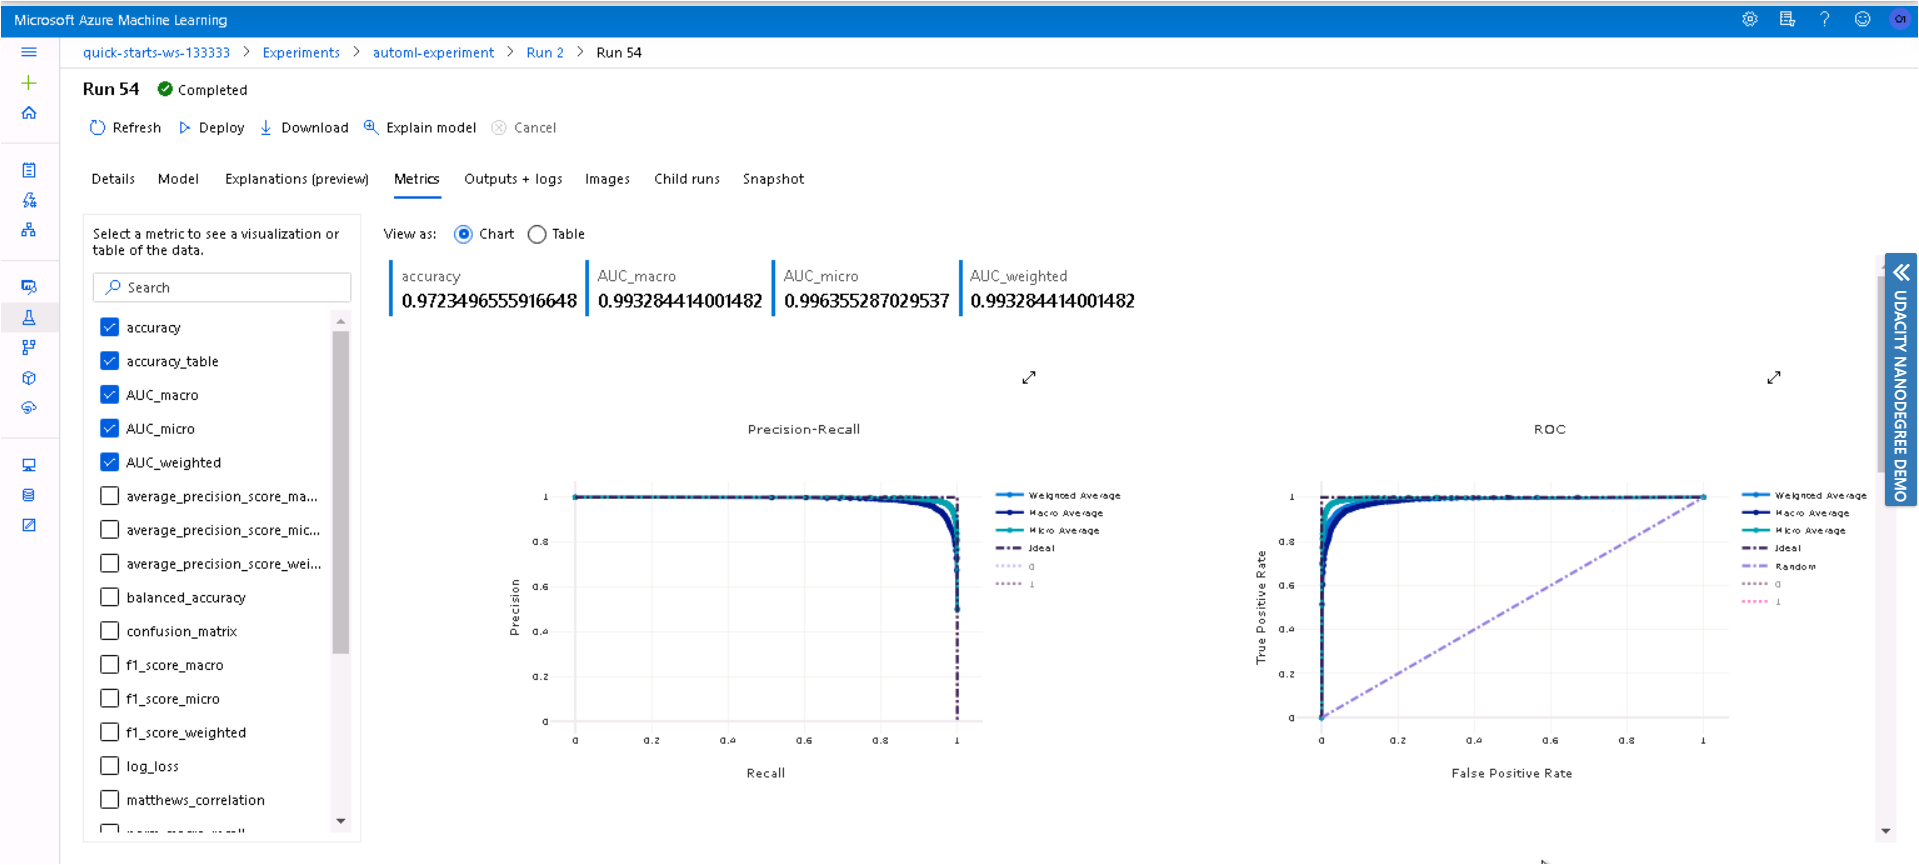 Microsoft Azure Machine Learning
quick-starts-ws-133333 > Experiments > automl-experiment > Run 2 > Run 54
Run 54 Completed
Refresh Deploy Download Explain model Cancel
Details Model Explanations (preview) Metrics Outputs + logs Images Child runs Snapshot
Select a metric to see a visualization or
table of the data.
Search
accuracy
accuracy_table
AUC_macro
AUC_micro
AUC_weighted
average_precision_score_ma...
average_precision_score_mic...
average_precision_score_wei...
balanced_accuracy
confusion_matrix
f1_score_macro
f1_score_micro
f1_score_weighted
log_loss
matthews_correlation
View as: Chart Table
accuracy
0.9723496555916648
AUC_macro
0.993284414001482
AUC_micro
0.996355287029537
AUC_weighted
0.993284414001482
Precision-Recall
1
0.8
0.6
0.4
0.2
0
Precision
0 0.2 0.4 0.6 0.8 1
Recall
Weighted Average
Macro Average
Micro Average
Ideal
0
1
ROC
1
0.8
0.6
0.4
0.2
0
True Positive Rate
0 0.2 0.4 0.6 0.8 1
False Positive Rate
Weighted Average
Macro Average
Micro Average
Ideal
Random
0
1
UDACITY NANODEGREE DEMO